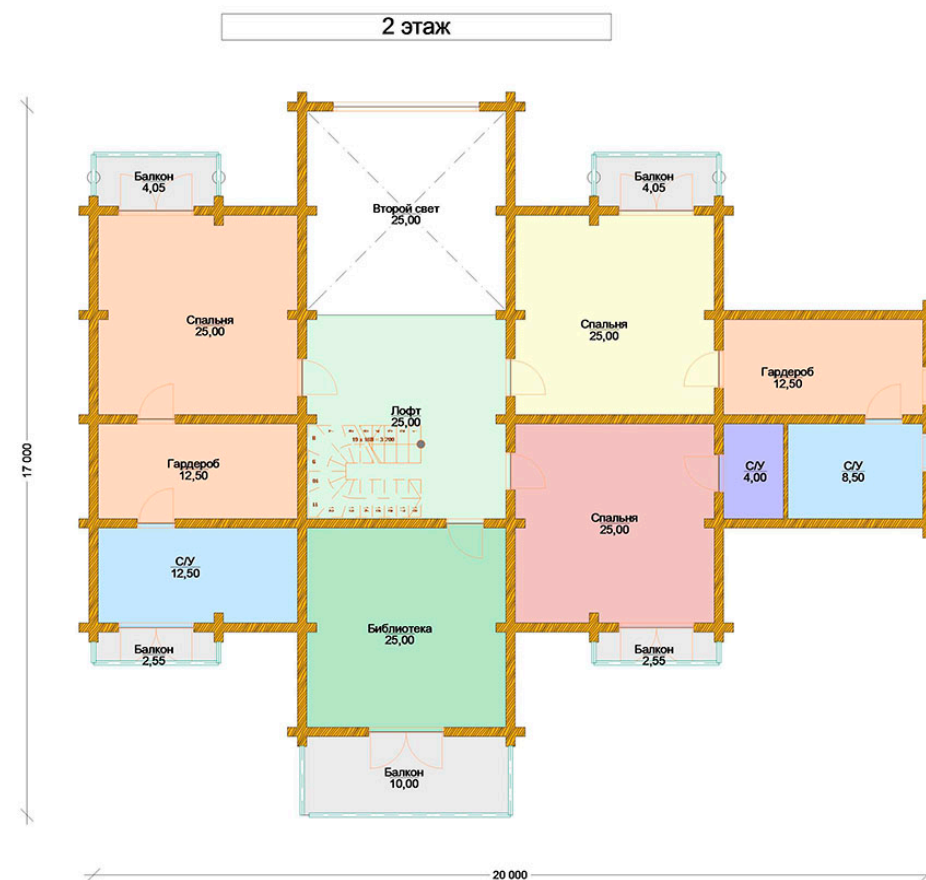 2 этаж
Балкон
4,05
Балкон
4,05
Второй свет
25,00
Спальня
25,00
Спальня
25,00
Гардероб
12,50
Лофт
25,00
17 000
Гардероб
12,50
С/У
4,00
С/У
8,50
Спальня
25,00
С/У
12,50
Библиотека
25,00
Балкон
2,55
Балкон
2,55
Балкон
10,00
20 000